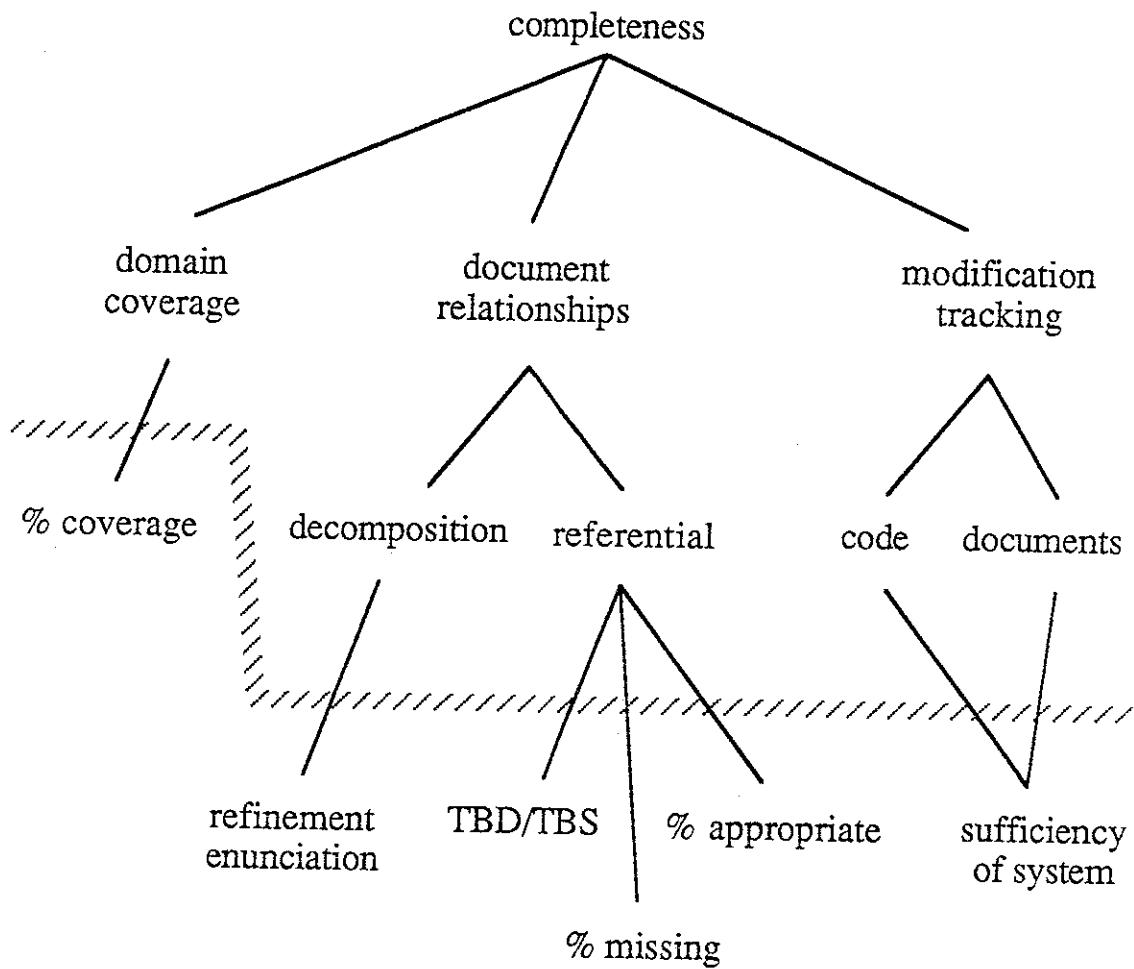 completeness
domain
coverage
document
relationships
modification
tracking
% coverage
decomposition
referential
code
documents
refinement
enunciation
TBD/TBS
% appropriate
sufficiency
of system
% missing